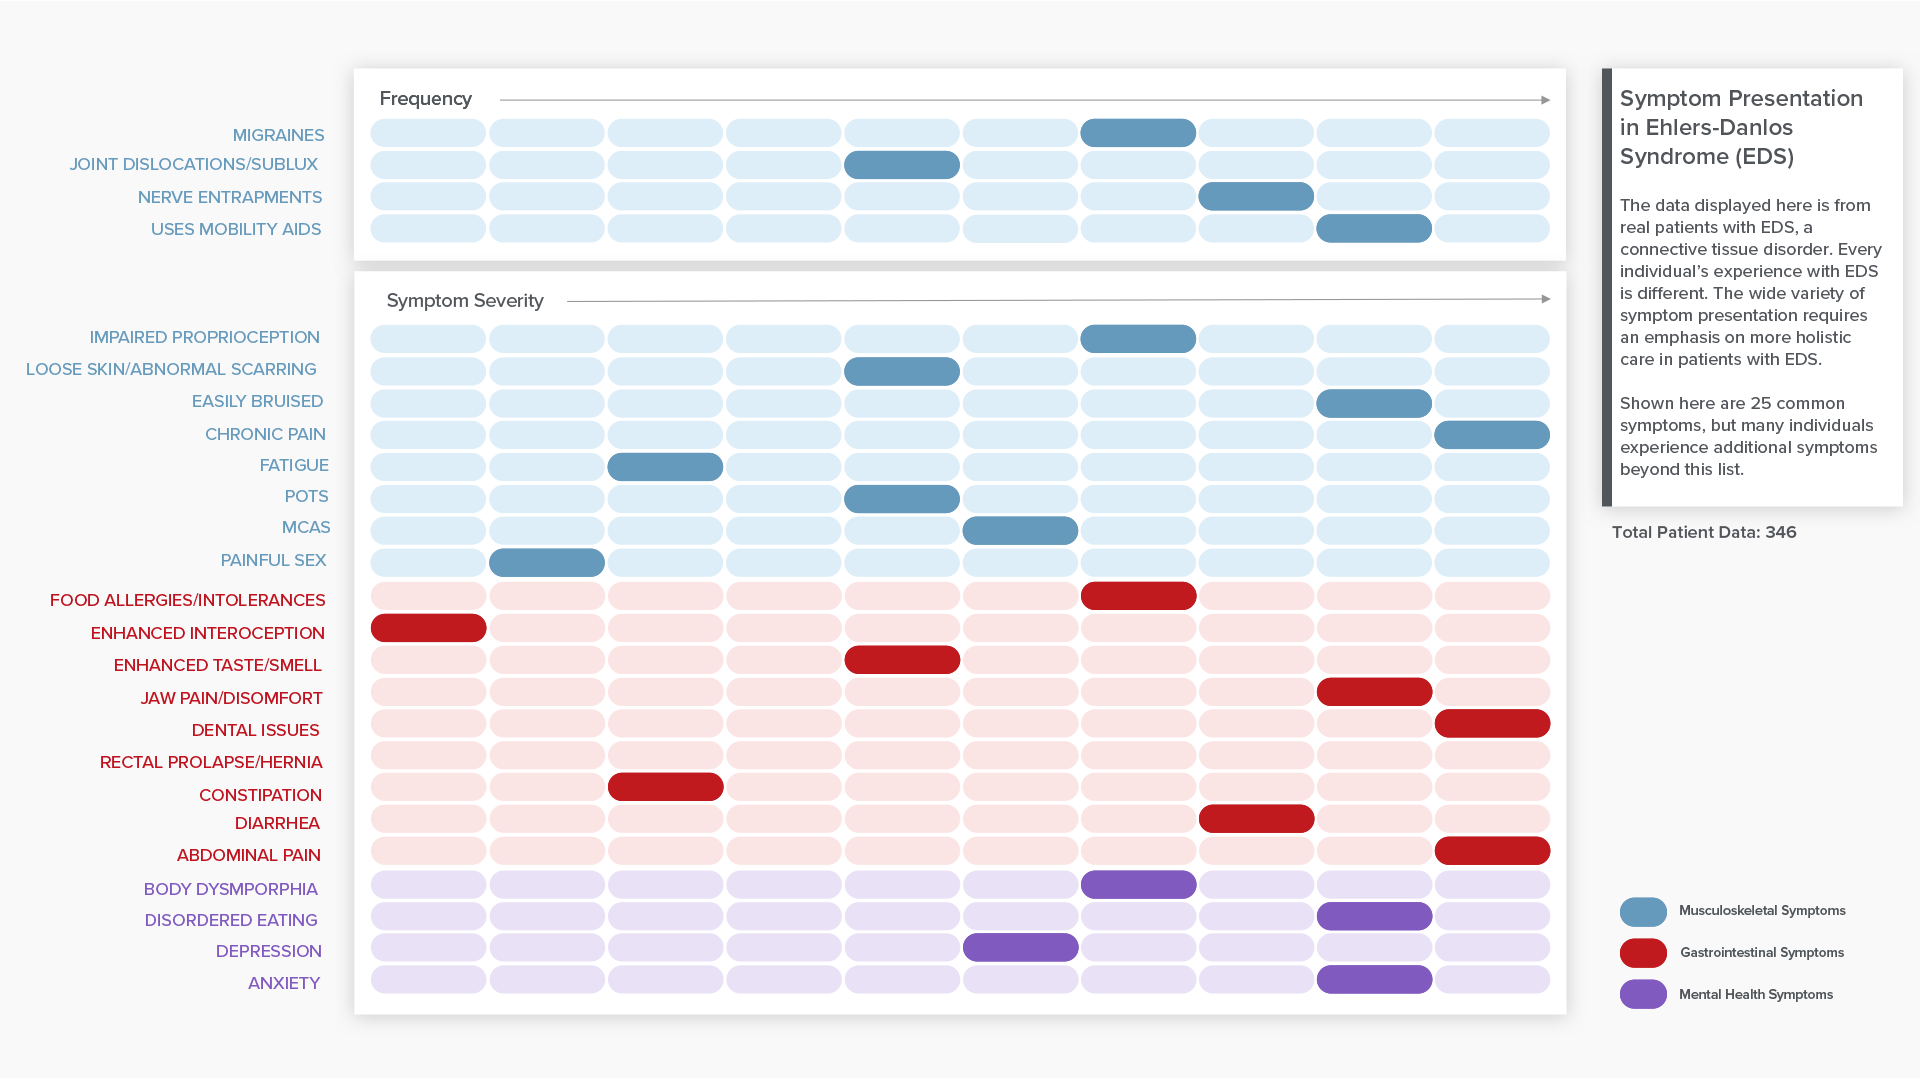 Frequency
MIGRAINES
JOINT DISLOCATIONS/SUBLUX
NERVE ENTRAPMENTS
USES MOBILITY AIDS
Symptom Severity
IMPAIRED PROPRIOCEPTION
LOOSE SKIN/ABNORMAL SCARRING
EASILY BRUISED
CHRONIC PAIN
FATIGUE
POTS
MCAS
PAINFUL SEX
FOOD ALLERGIES/INTOLERANCES
ENHANCED INTEROCEPTION
ENHANCED TASTE/SMELL
JAW PAIN/DISOMFORT
DENTAL ISSUES
RECTAL PROLAPSE/HERNIA
CONSTIPATION
DIARRHEA
ABDOMINAL PAIN
BODY DYSMPORPHIA
DISORDERED EATING
DEPRESSION
ANXIETY
Symptom Presentation
in Ehlers-Danlos
Syndrome (EDS)
The data displayed here is from
real patients with EDS, a
connective tissue disorder. Every
individual’s experience with EDS
is different. The wide variety of
symptom presentation requires
an emphasis on more holistic
care in patients with EDS.
Shown here are 25 common
symptoms, but many individuals
experience additional symptoms
beyond this list.
Total Patient Data: 346
Musculoskeletal Symptoms
Gastrointestinal Symptoms
Mental Health Symptoms